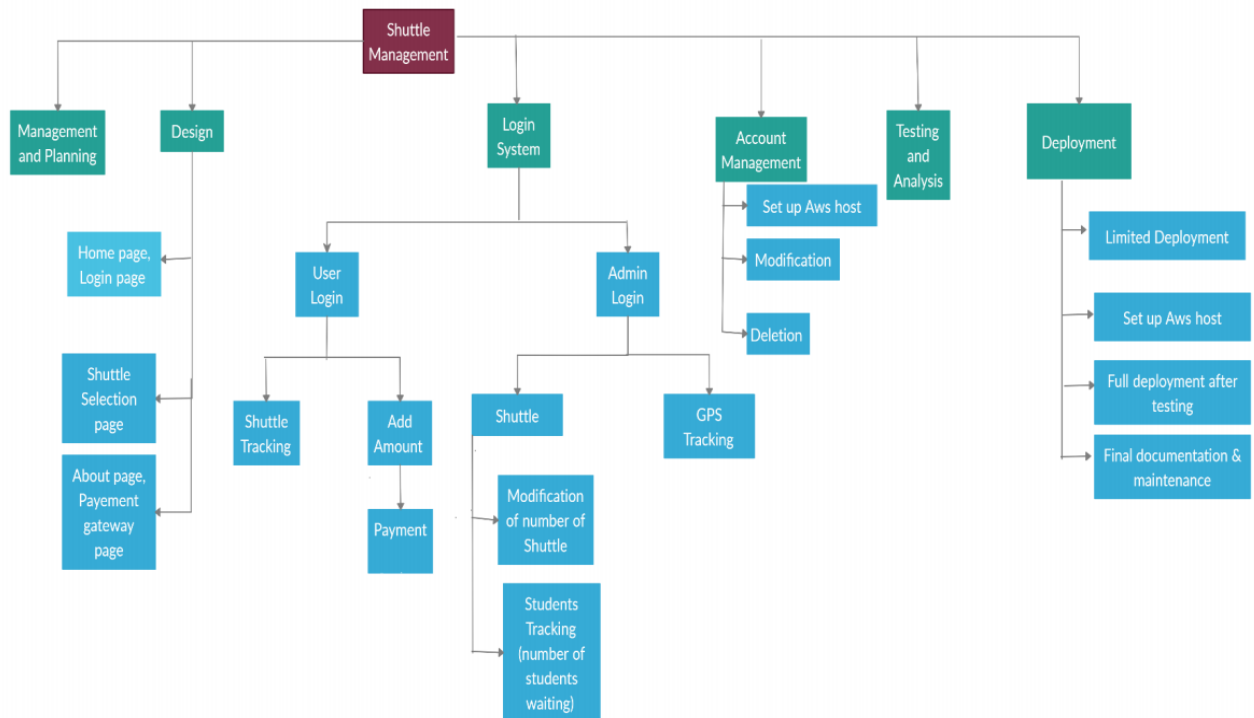 Shuttle
Management
Management
and Planning
Design
Login
System
Account
Management
Testing
and
Analysis
Deployment
Home page,
Login page
Shuttle
Selection
page
About page,
Payement
gateway
page
User
Login
Admin
Login
Shuttle
Tracking
Add
Amount
Payment
Shuttle
GPS
Tracking
Modification
of number of
Shuttle
Students
Tracking
(number of
students
waiting)
Set up Aws host
Modification
Deletion
Limited Deployment
Set up Aws host
Full deployment after
testing
Final documentation &
maintenance